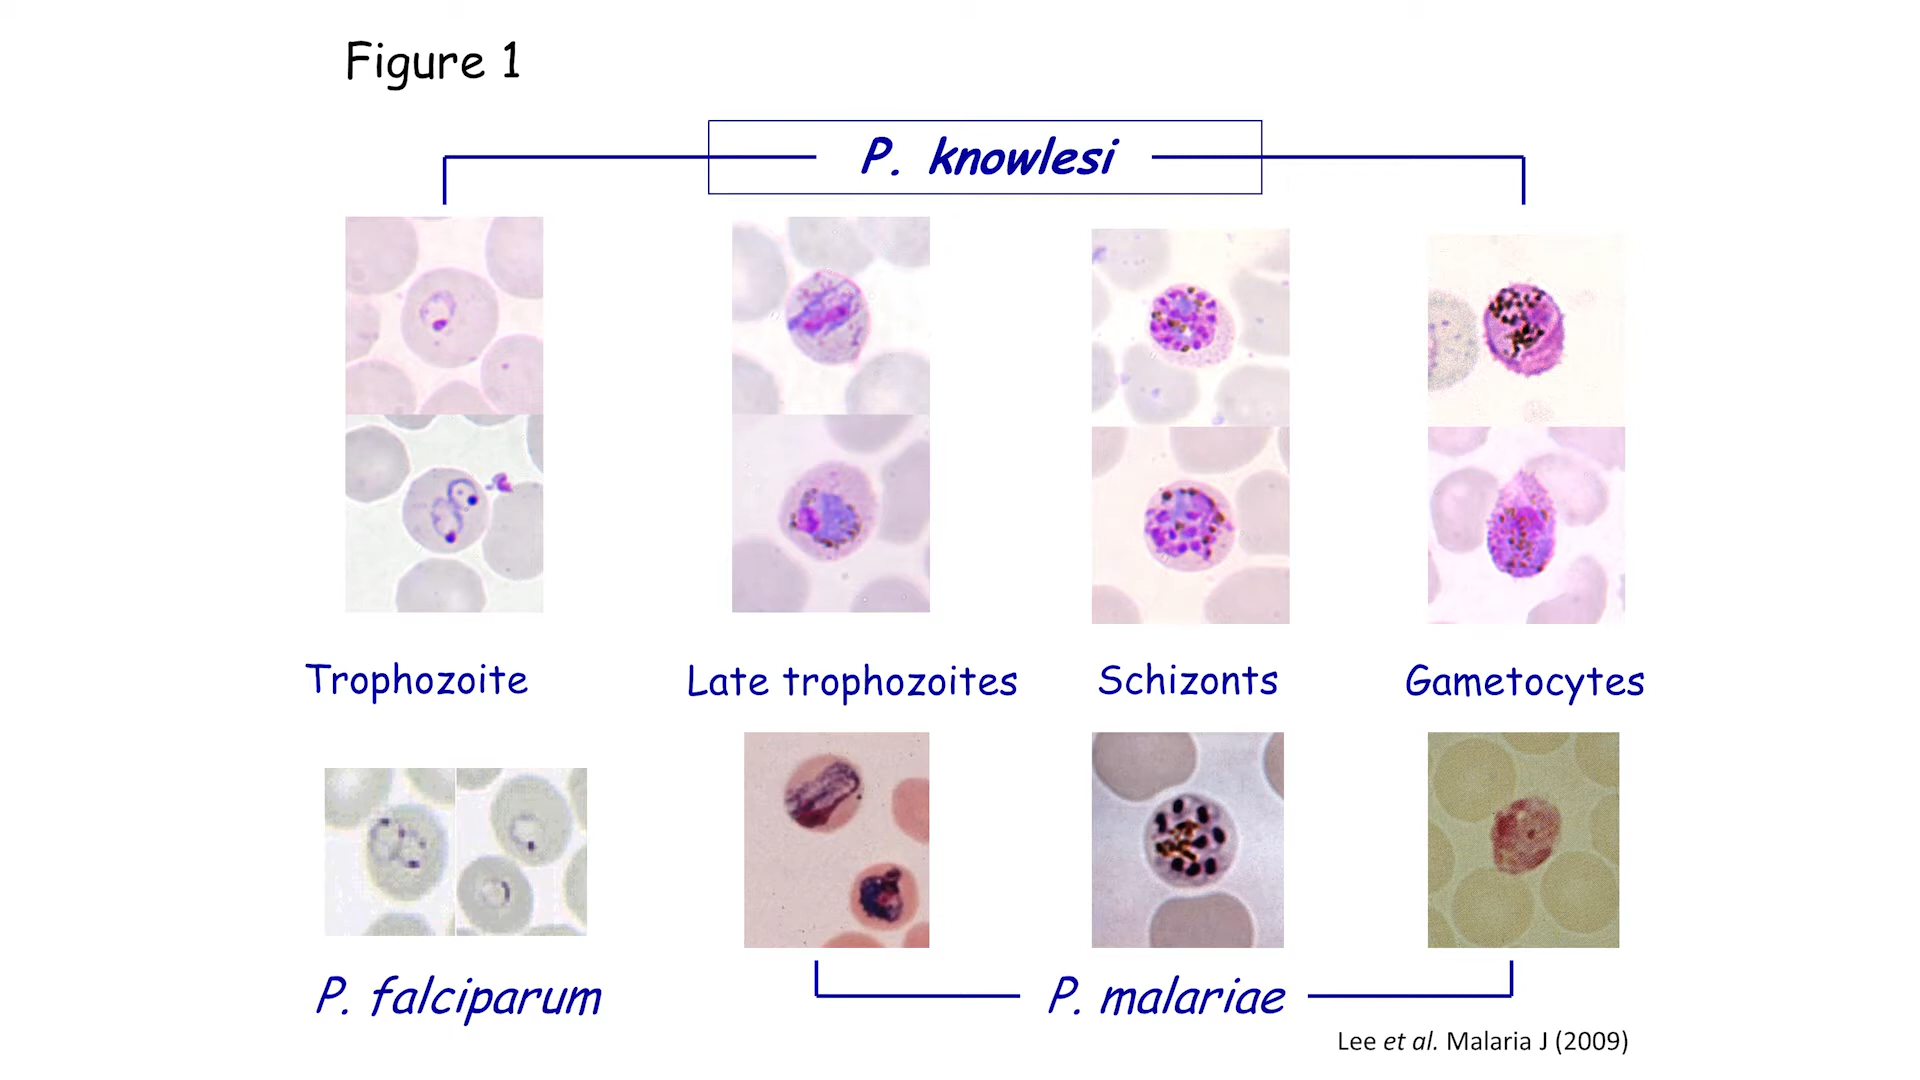 Figure 1
P. knowlesi
Trophozoite
Late trophozoites
Schizonts
Gametocytes
P. falciparum
P. malariae
Lee et al. Malaria J (2009)